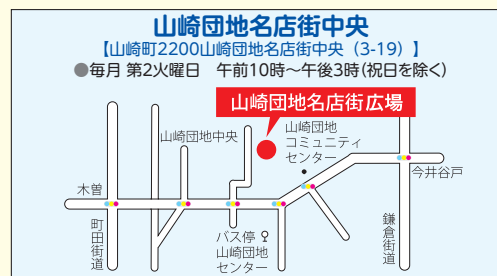 山崎団地名店街中央
【山崎町2200山崎団地名店街中央（3-19）】
●毎月 第2火曜日　午前10時～午後3時（祝日を除く）
山崎団地名店街広場
山崎団地中央
山崎団地
コミュニティ
センター
今井谷戸
木曽
町田街道
バス停
山崎団地
センター
鎌倉街道